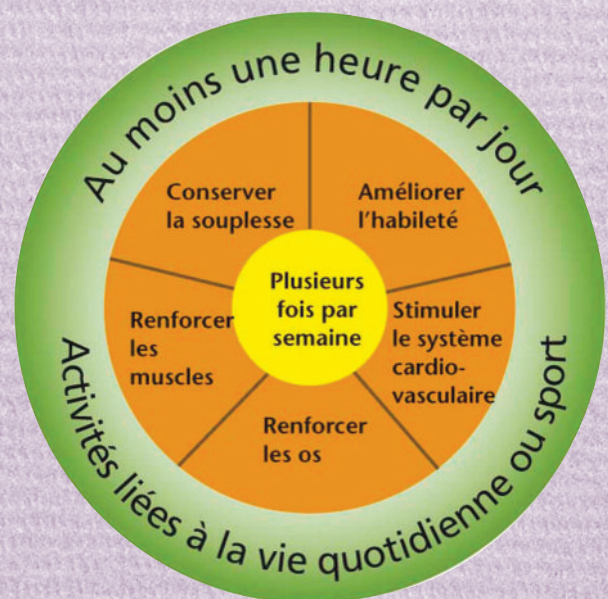 Au moins une heure par jour
Conserver
la souplesse
Améliorer
l'habileté
Plusieurs
fois par
semaine
Renforcer
les
muscles
Stimuler
le système
cardio-
vasculaire
Renforcer
les os
Activités liées à la vie quotidienne ou sport